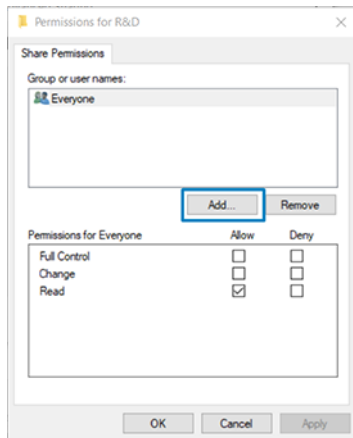 Permissions for R&D
Share Permissions
Group or user names:
Everyone
Add...
Remove
Permissions for Everyone Allow Deny
Full Control
Change
Read
OK Cancel Apply